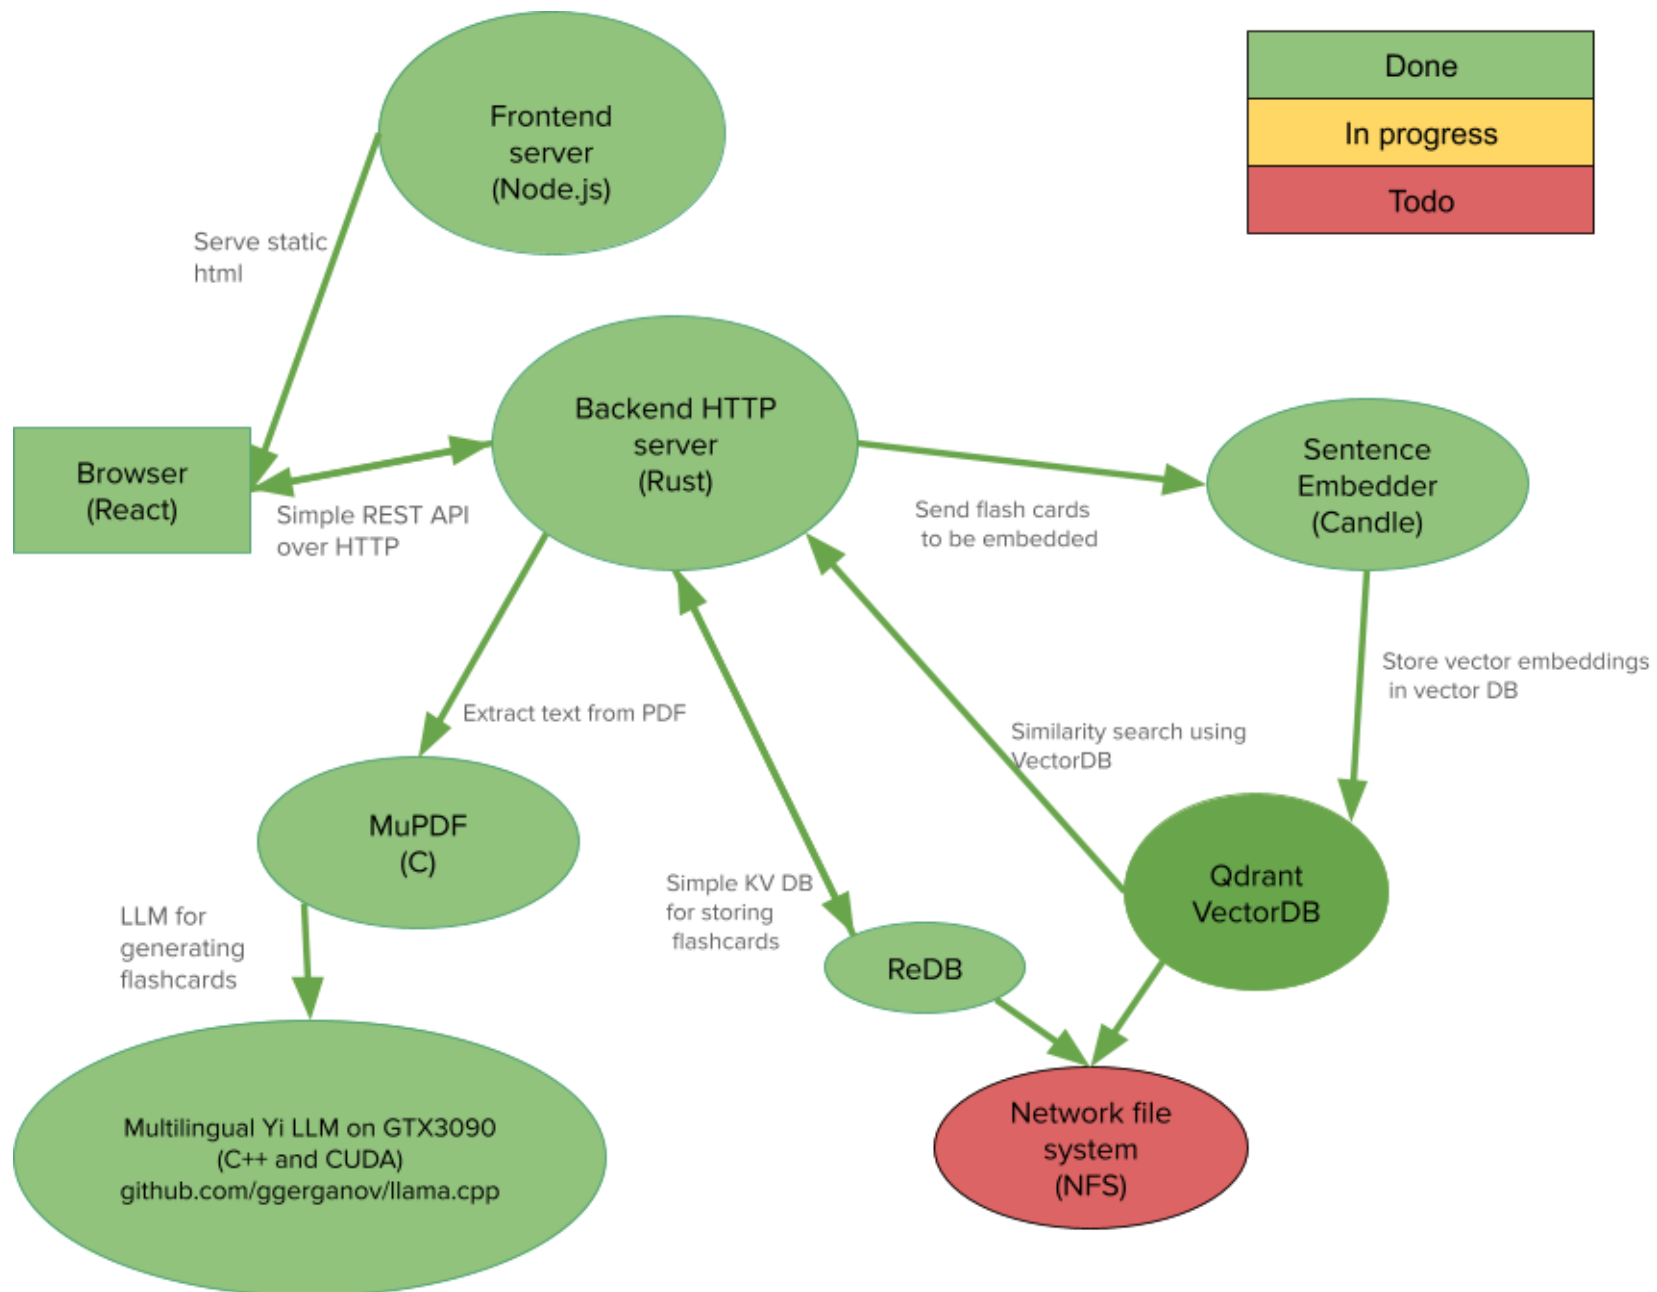 Frontend
server
(Node.js)
Done
In progress
Todo
Serve static
html
Backend HTTP
server
(Rust)
Browser
(React)
Simple REST API
over HTTP
Sentence
Embedder
(Candle)
Send flash cards
to be embedded
Store vector embeddings
in vector DB
Extract text from PDF
Similarity search using
VectorDB
MuPDF
(C)
Simple KV DB
for storing
flashcards
Qdrant
VectorDB
LLM for
generating
flashcards
ReDB
Multilingual Yi LLM on GTX3090
(C++ and CUDA)
github.com/ggerganov/llama.cpp
Network file
system
(NFS)